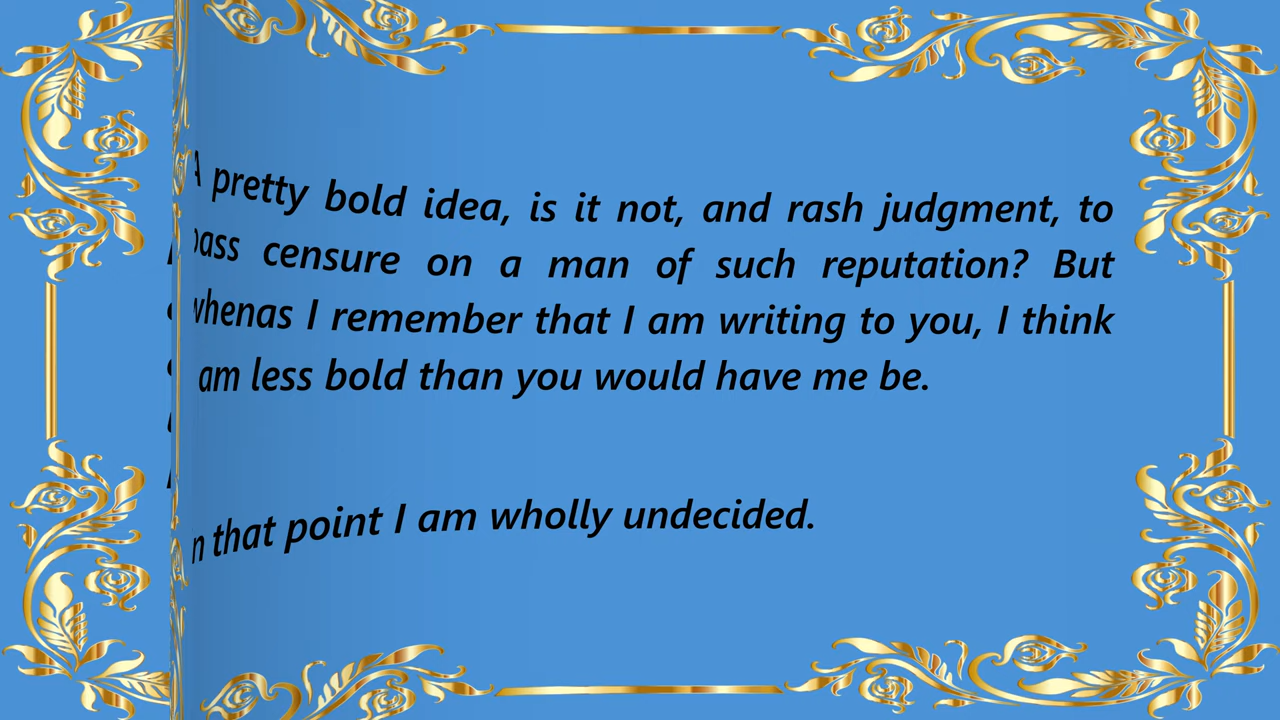 A pretty bold idea, is it not, and rash judgment, to
pass censure on a man of such reputation? But
whenas I remember that I am writing to you, I think
am less bold than you would have me be.
that point I am wholly undecided.